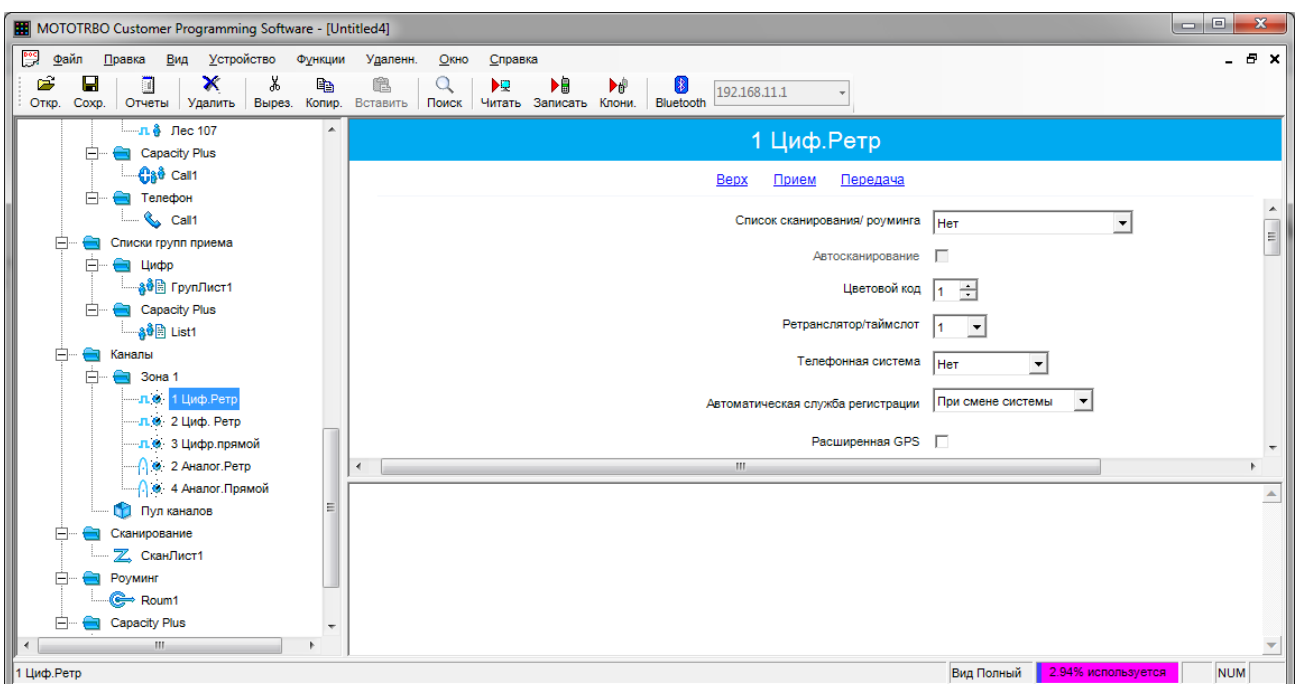 MOTOTRBO Customer Programming Software - [Untitled4]
Файл Правка Вид Устройство Функции Удаленн. Окно Справка
Откр. Сохр. Отчеты Удалить Вырез. Копир. Вставить Поиск Читать Записать Клони. Bluetooth 192.168.11.1
Лес 107
Capacity Plus
Call1
Телефон
Call1
Списки групп приема
Цифр
ГрупЛист1
Capacity Plus
List1
Каналы
Зона 1
1 Циф.Ретр
2 Циф. Ретр
3 Цифр.прямой
2 Аналог.Ретр
4 Аналог.Прямой
Пул каналов
Сканирование
СканЛист1
Роуминг
Roum1
Capacity Plus
1 Циф.Ретр
Верх Прием Передача
Список сканирования/ роуминга Нет
Автосканирование
Цветовой код 1
Ретранслятор/таймслот 1
Телефонная система Нет
Автоматическая служба регистрации При смене системы
Расширенная GPS
1 Циф.Ретр Вид Полный 2.94% используется NUM